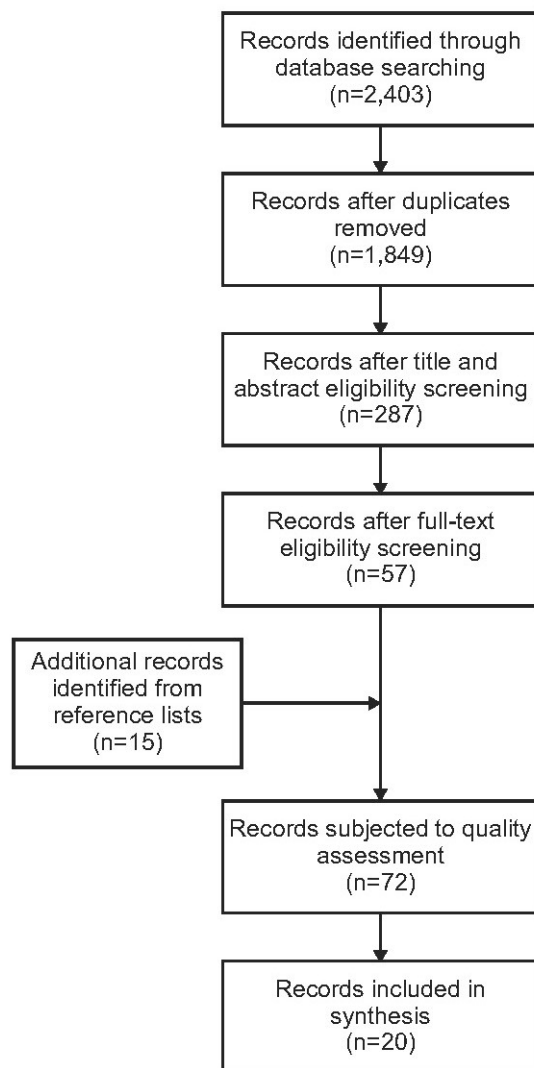 Records identified through
database searching
(n=2,403)
Records after duplicates
removed
(n=1,849)
Records after title and
abstract eligibility screening
(n=287)
Records after full-text
eligibility screening
(n=57)
Additional records
identified from
reference lists
(n=15)
Records subjected to quality
assessment
(n=72)
Records included in
synthesis
(n=20)